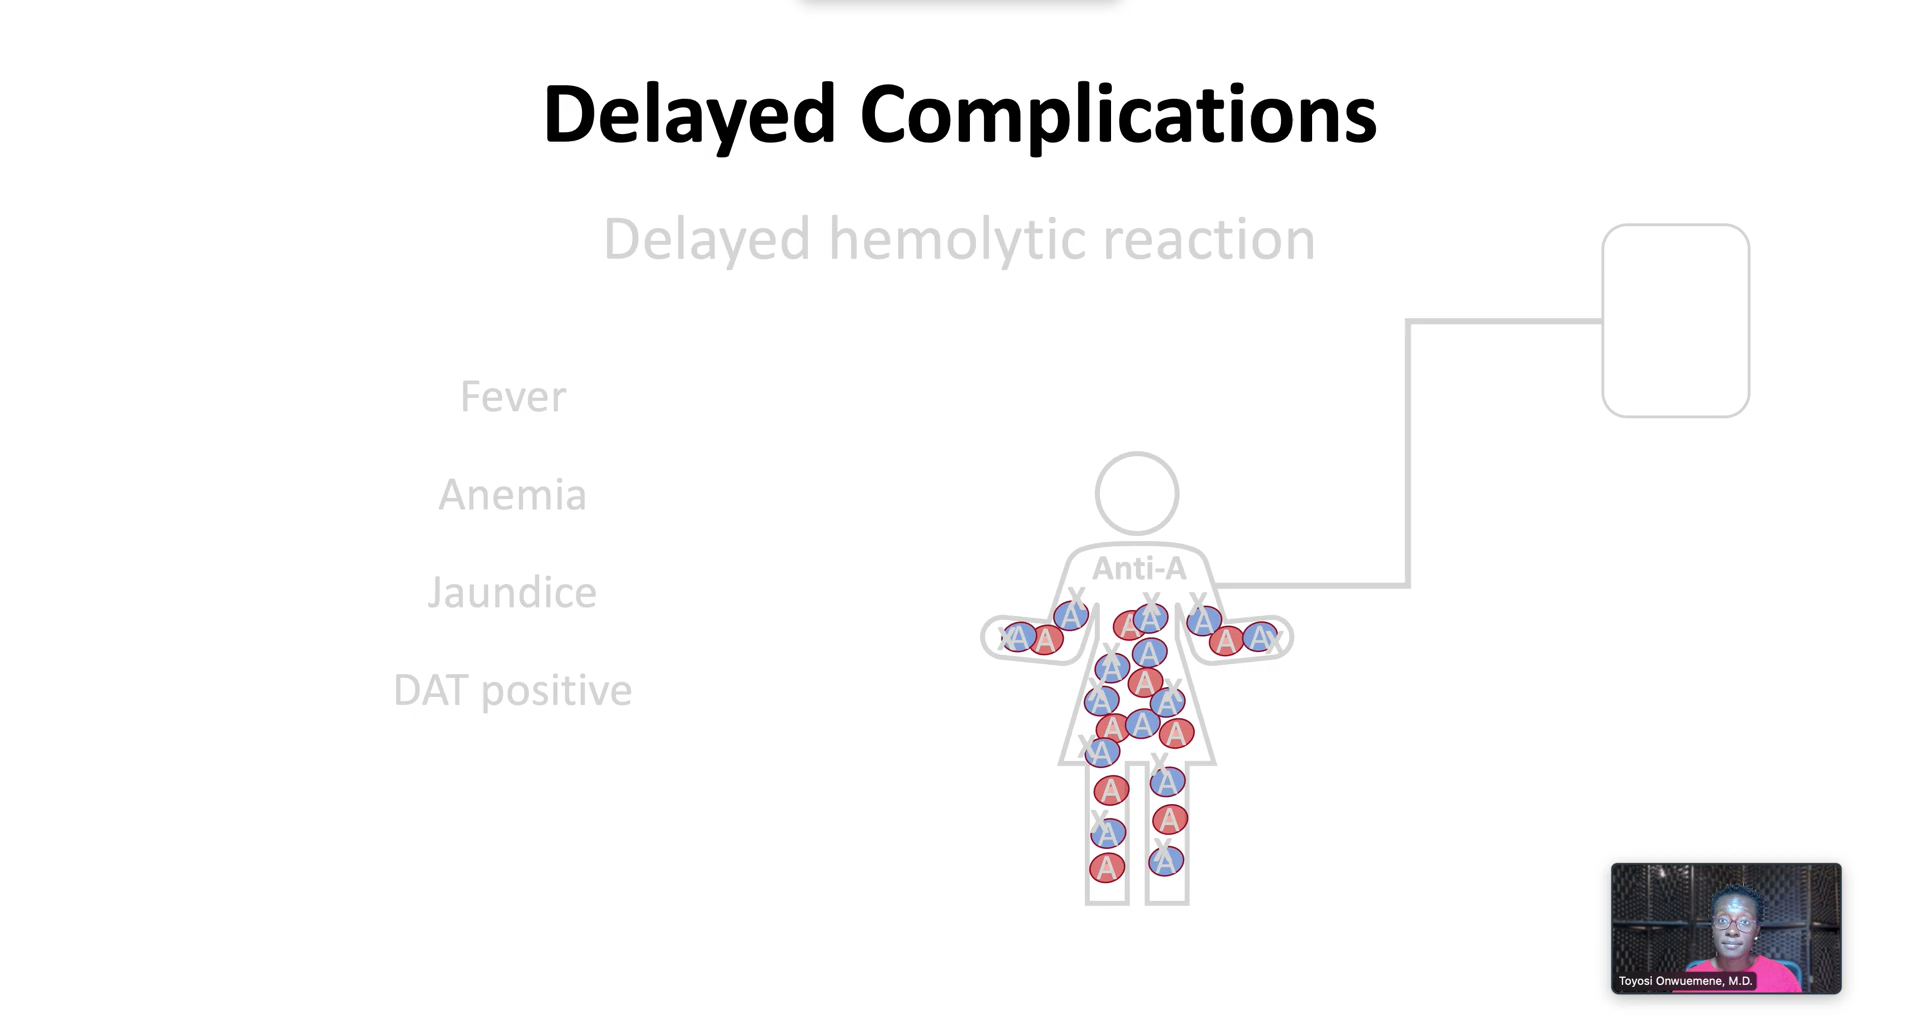 Delayed Complications
Delayed hemolytic reaction
Fever
Anemia
Jaundice
DAT positive
Anti-A
X X X
A A A A A
X A A A A A X
X A
X A A X
A X A
A A A
X A
X
A A
X
A A
X
A A
Toyosi Onwuemene, M.D.